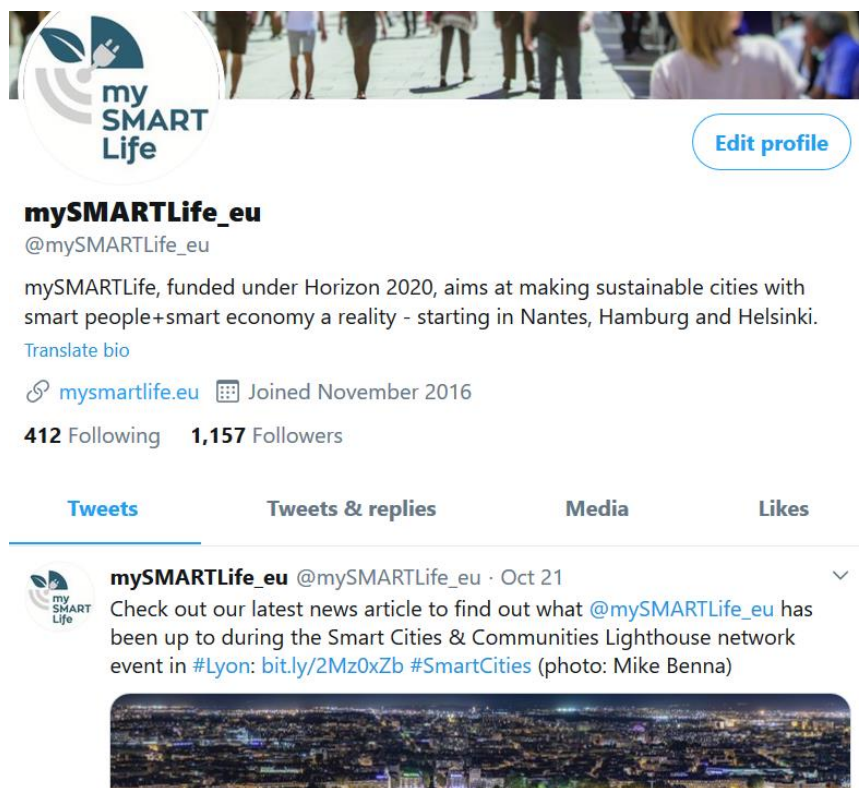 my
SMART
Life
Edit profile
mySMARTLife_eu
@mySMARTLife_eu
mySMARTLife, funded under Horizon 2020, aims at making sustainable cities with
smart people+smart economy a reality - starting in Nantes, Hamburg and Helsinki.
Translate bio
mysmartlife.eu Joined November 2016
412 Following 1,157 Followers
Tweets Tweets & replies Media Likes
my
SMART
Life
mySMARTLife_eu @mySMARTLife_eu · Oct 21
Check out our latest news article to find out what @mySMARTLife_eu has
been up to during the Smart Cities & Communities Lighthouse network
event in #Lyon: bit.ly/2Mz0xZb #SmartCities (photo: Mike Benna)